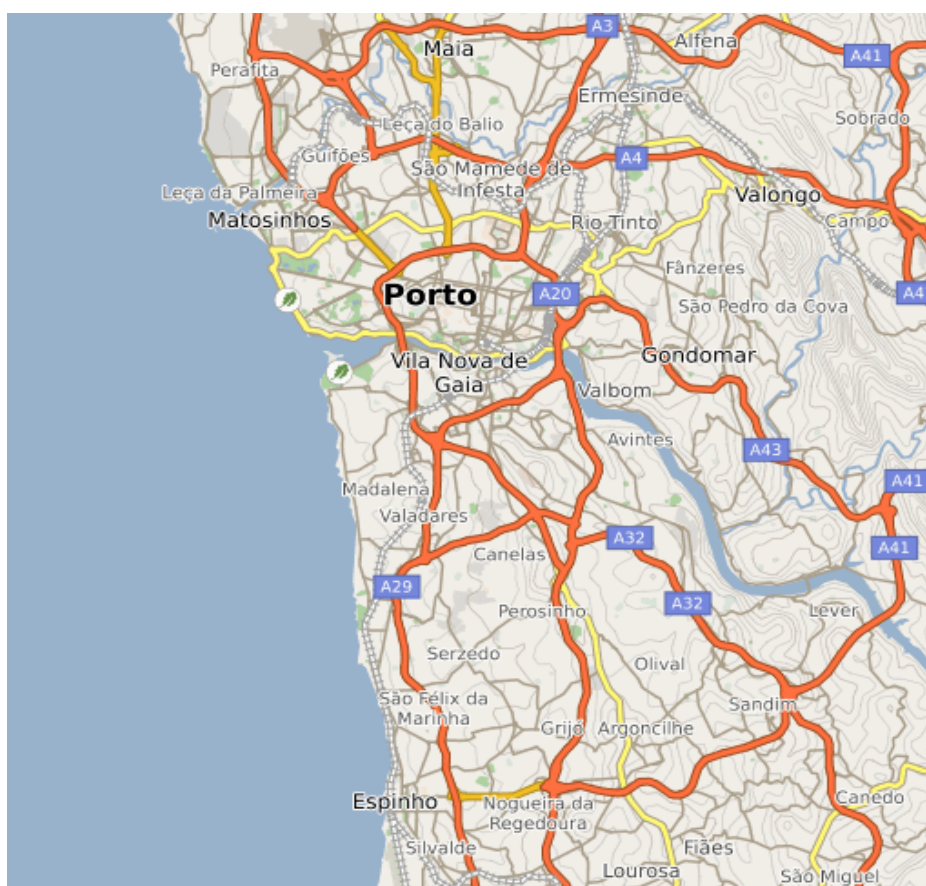 A3
Maia
Alfena
A41
Perafita
Ermesinde
Sobrado
Leça do Balio
Guifões
A4
São Mamede de
Infesta
Leça da Palmeira
Valongo
Matosinhos
Rio Tinto
Campo
Fânzeres
Porto
A20
São Pedro da Cova
A4
Vila Nova de
Gaia
Gondomar
Valbom
Avintes
A43
Madalena
A41
Valadares
A32
Canelas
A41
A29
Perosinho
A32
Lever
Serzedo
Olival
São Félix da
Marinha
Sandim
Grijó
Argoncilhe
Espinho
Nogueira da
Regedoura
Canedo
Silvalde
Fiães
Lourosa
São Miguel